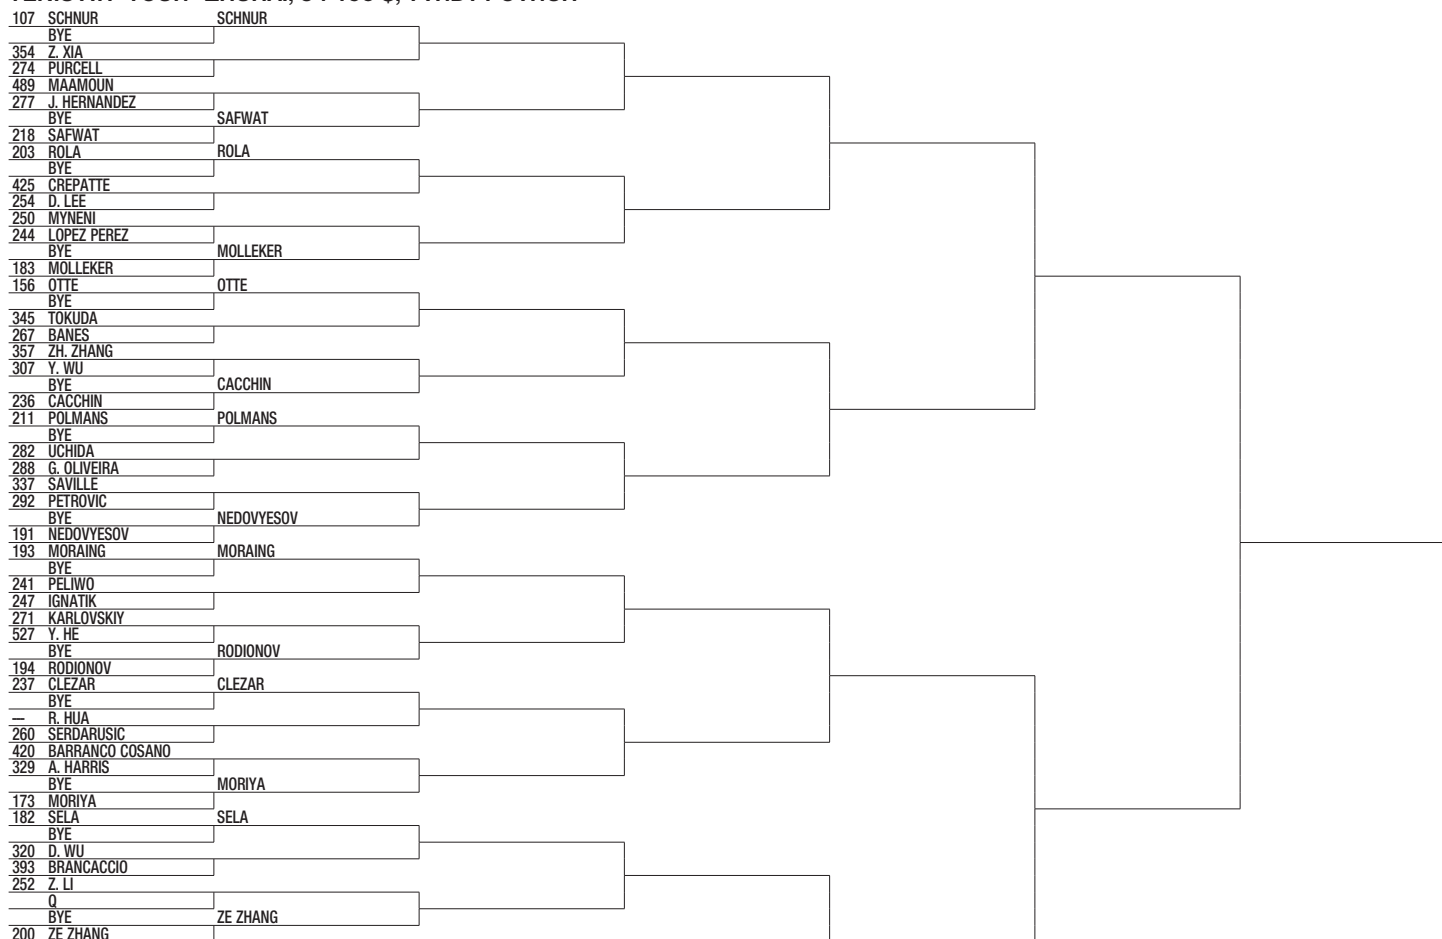 107 SCHNUR SCHNUR
BYE
354 Z. XIA
274 PURCELL
489 MAAMOUN
277 J. HERNANDEZ
BYE SAFWAT
218 SAFWAT
203 ROLA ROLA
BYE
425 CREPATTE
254 D. LEE
250 MYNENI
244 LOPEZ PEREZ
BYE MOLLEKER
183 MOLLEKER
156 OTTE OTTE
BYE
345 TOKUDA
267 BANES
357 ZH. ZHANG
307 Y. WU
BYE CACCHIN
236 CACCHIN
211 POLMANS POLMANS
BYE
282 UCHIDA
288 G. OLIVEIRA
337 SAVILLE
292 PETROVIC
BYE NEDOVYESOV
191 NEDOVYESOV
193 MORAING MORAING
BYE
241 PELIWO
247 IGNATIK
271 KARLOVSKIY
527 Y. HE
BYE RODIONOV
194 RODIONOV
237 CLEZAR CLEZAR
BYE
— R. HUA
260 SERDARUSIC
420 BARRANCO COSANO
329 A. HARRIS
BYE MORIYA
173 MORIYA
182 SELA SELA
BYE
320 D. WU
393 BRANCACCIO
252 Z. LI
Q
BYE ZE ZHANG
200 ZE ZHANG